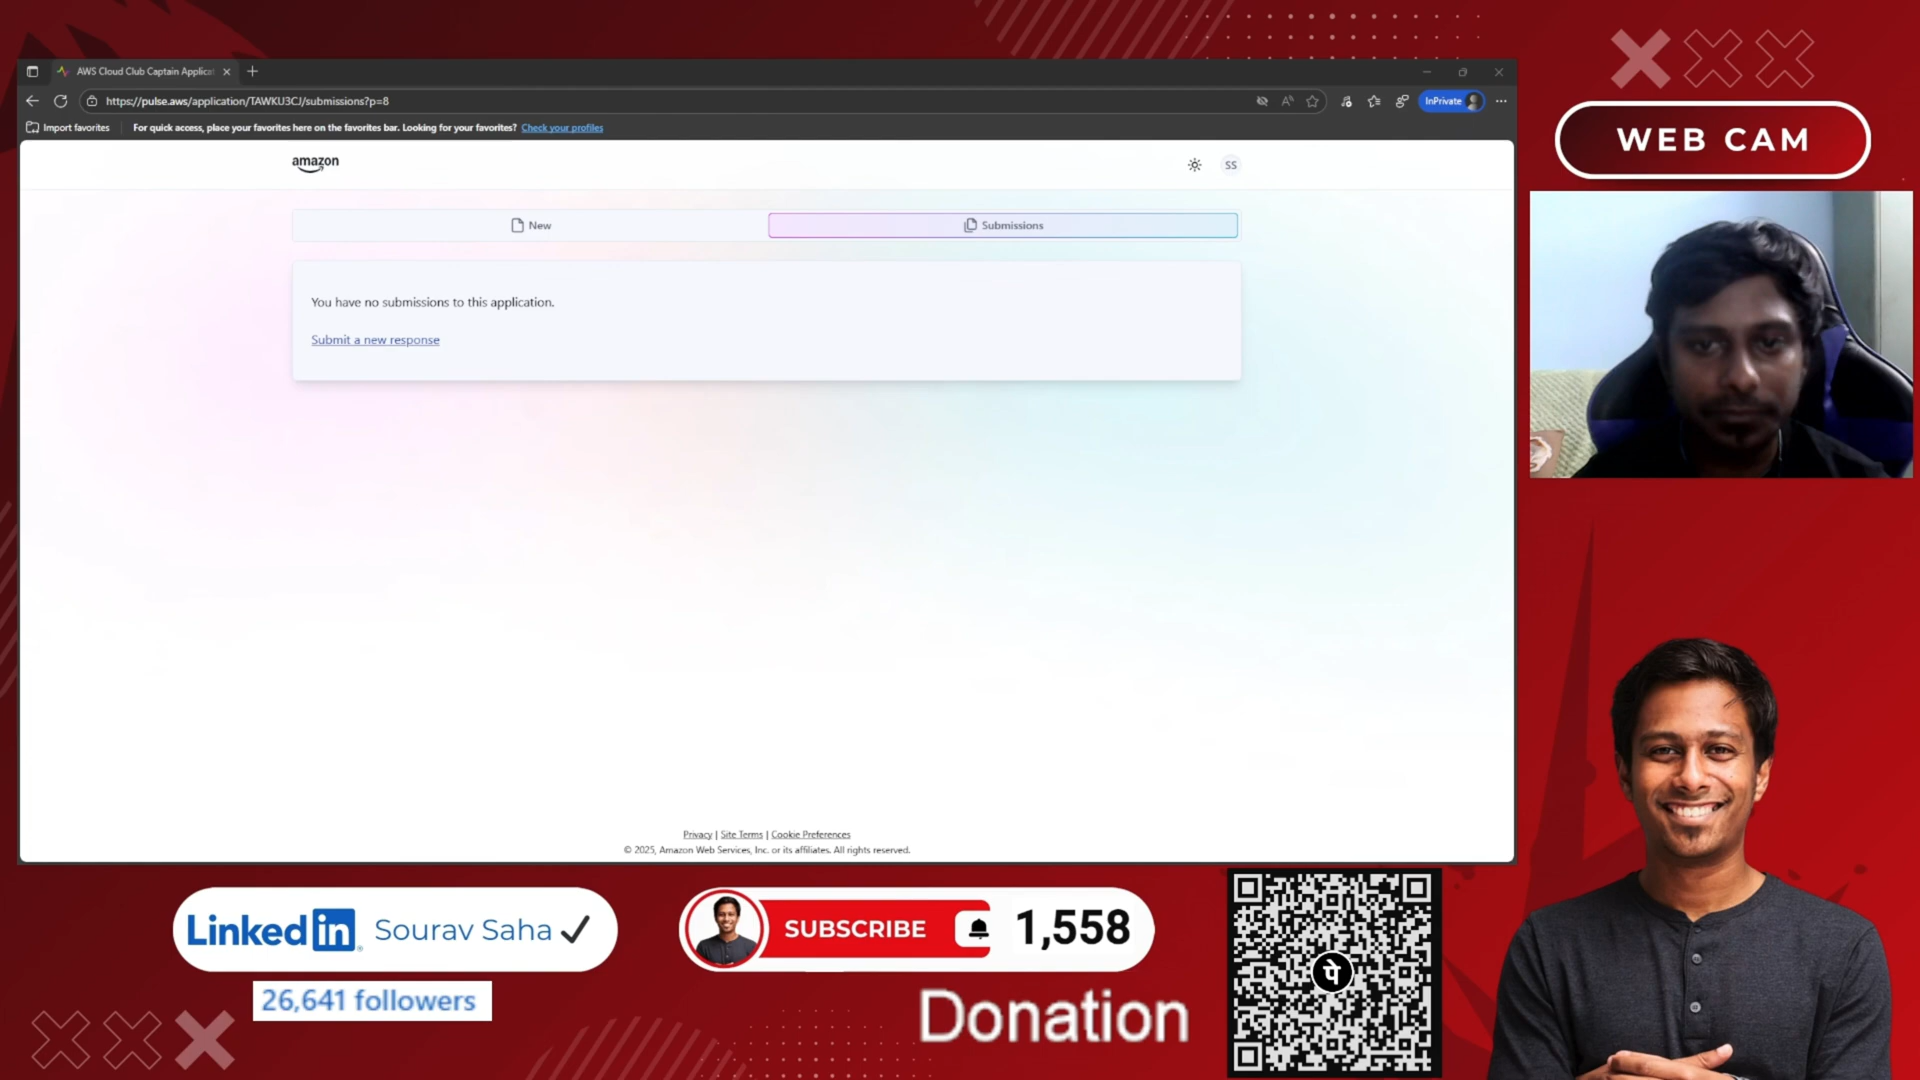 AWS Cloud Club Captain Applica
https://pulse.aws/application/TAWKU3CJ/submissions?p=8
InPrivate
Import favorites
For quick access, place your favorites here on the favorites bar. Looking for your favorites? Check your profiles
amazon
SS
New
Submissions
You have no submissions to this application.
Submit a new response
Privacy | Site Terms | Cookie Preferences
© 2025, Amazon Web Services, Inc. or its affiliates. All rights reserved.
WEB CAM
LinkedIn Sourav Saha
26,641 followers
SUBSCRIBE
1,558
Donation
पे